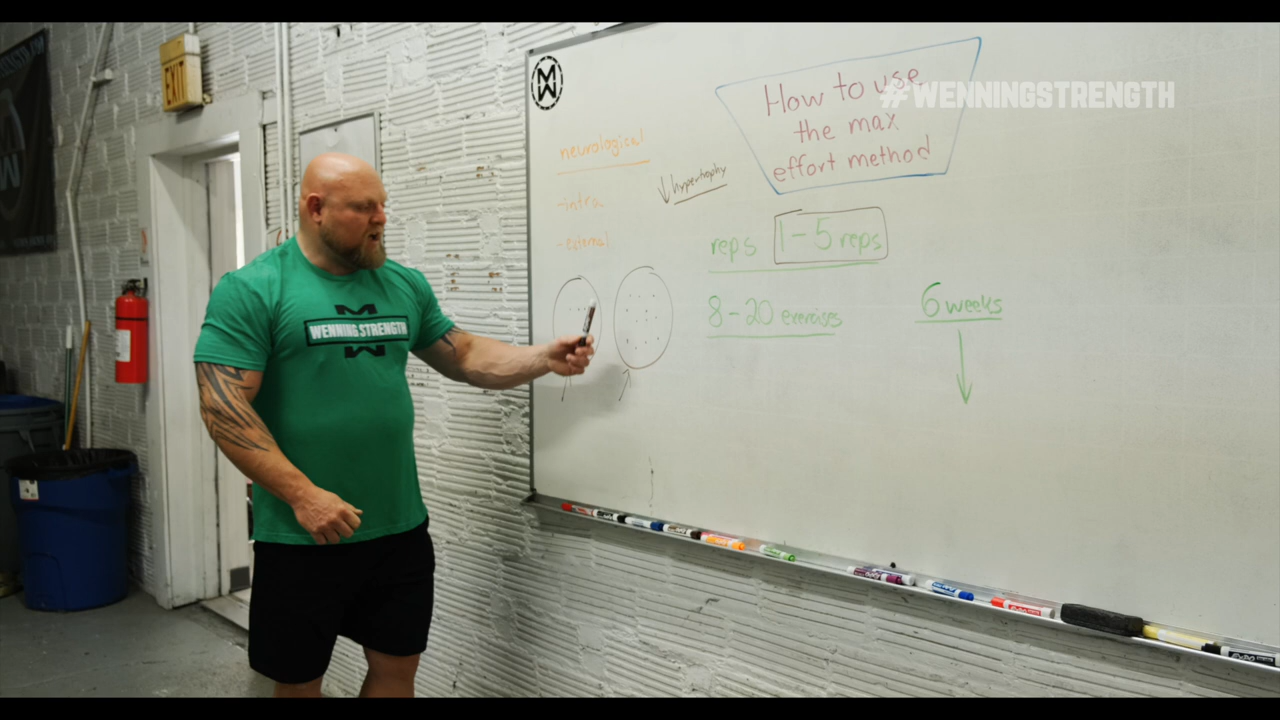 EXIT
#WENNINGSTRENGTH
How to use
the max
effort method
neurological
↓ hypertrophy
-intra
-external
reps 1-5 reps
8-20 exercises
6 weeks
WENNING STRENGTH